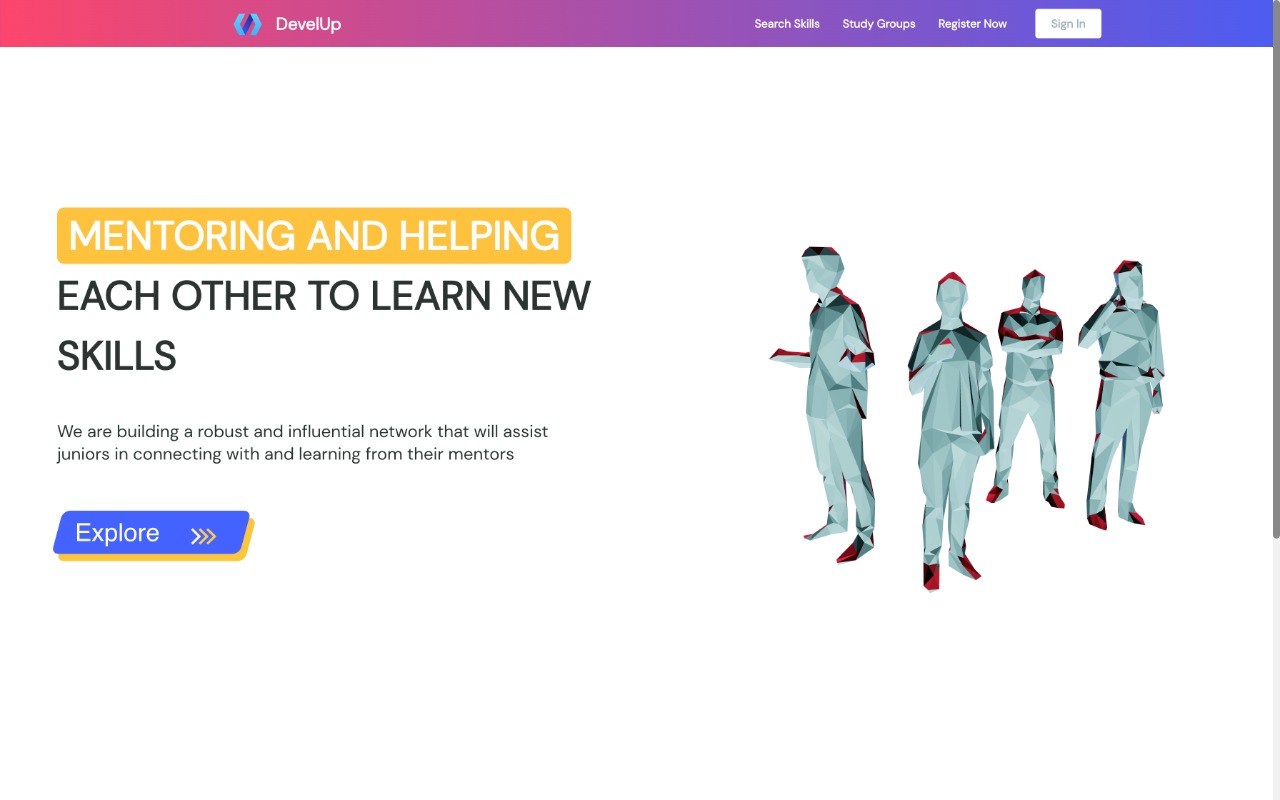 DevelUp
Search Skills
Study Groups
Register Now
Sign In
MENTORING AND HELPING
EACH OTHER TO LEARN NEW
SKILLS
We are building a robust and influential network that will assist
juniors in connecting with and learning from their mentors
Explore